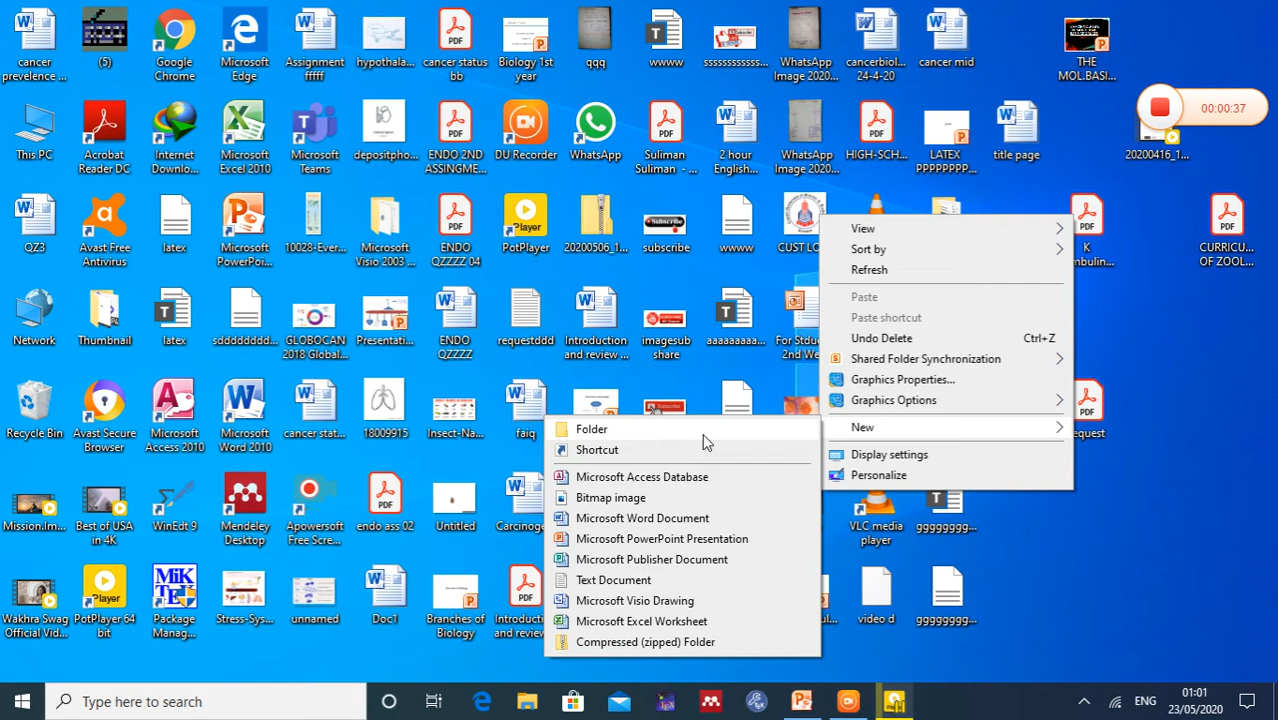 cancer
prevelence ...
(5)
Google
Chrome
Microsoft
Edge
Assignment
fffff
hypothala...
cancer status
bb
Biology 1st
year
qqq
wwww
ssssssssssss...
WhatsApp
Image 2020...
cancerbiol...
24-4-20
cancer mid
THE
MOL.BASI...
00:00:37
This PC
Acrobat
Reader DC
Internet
Downlo...
Microsoft
Excel 2010
Microsoft
Teams
depositpho...
ENDO 2ND
ASSINGME...
DU Recorder
WhatsApp
Suliman
Suliman - ...
2 hour
English...
WhatsApp
Image 2020...
HIGH-SCH...
LATEX
PPPPPPPP...
title page
20200416_1...
QZ3
Avast Free
Antivirus
latex
Microsoft
PowerPoi...
10028-Ever...
Microsoft
Visio 2003 ...
ENDO
QZZZZ 04
Player
PotPlayer
20200506_1...
Subscribe
subscribe
wwww
CUST LO
K
mbulin...
CURRICU...
OF ZOOL...
View
Sort by
Refresh
Paste
Paste shortcut
Undo Delete Ctrl+Z
Shared Folder Synchronization
Graphics Properties...
Graphics Options
New
Display settings
Personalize
Network
Thumbnail
latex
sddddddd...
GLOBOCAN
2018 Global...
Presentati...
ENDO
QZZZZ
requestddd
Introduction
and review ...
imagesub
share
aaaaaaaaa...
For Stdu
2nd We
Recycle Bin
Avast Secure
Browser
Microsoft
Access 2010
Microsoft
Word 2010
cancer stat...
18009915
Insect-Na...
faiq
equest
Folder
Shortcut
Microsoft Access Database
Bitmap image
Microsoft Word Document
Microsoft PowerPoint Presentation
Microsoft Publisher Document
Text Document
Microsoft Visio Drawing
Microsoft Excel Worksheet
Compressed (zipped) Folder
Mission.Im...
Best of USA
in 4K
WinEdt 9
Mendeley
Desktop
Apowersoft
Free Scre...
endo ass 02
Untitled
Carcinoge
VLC media
player
gggggggg...
Wakhra Swag
Official Vid...
Player
PotPlayer 64
bit
Package
Manag...
Stress-Sys...
unnamed
Doc1
Branches of
Biology
Introducti
and review
video d
gggggggg...
Type here to search
ENG
01:01
23/05/2020